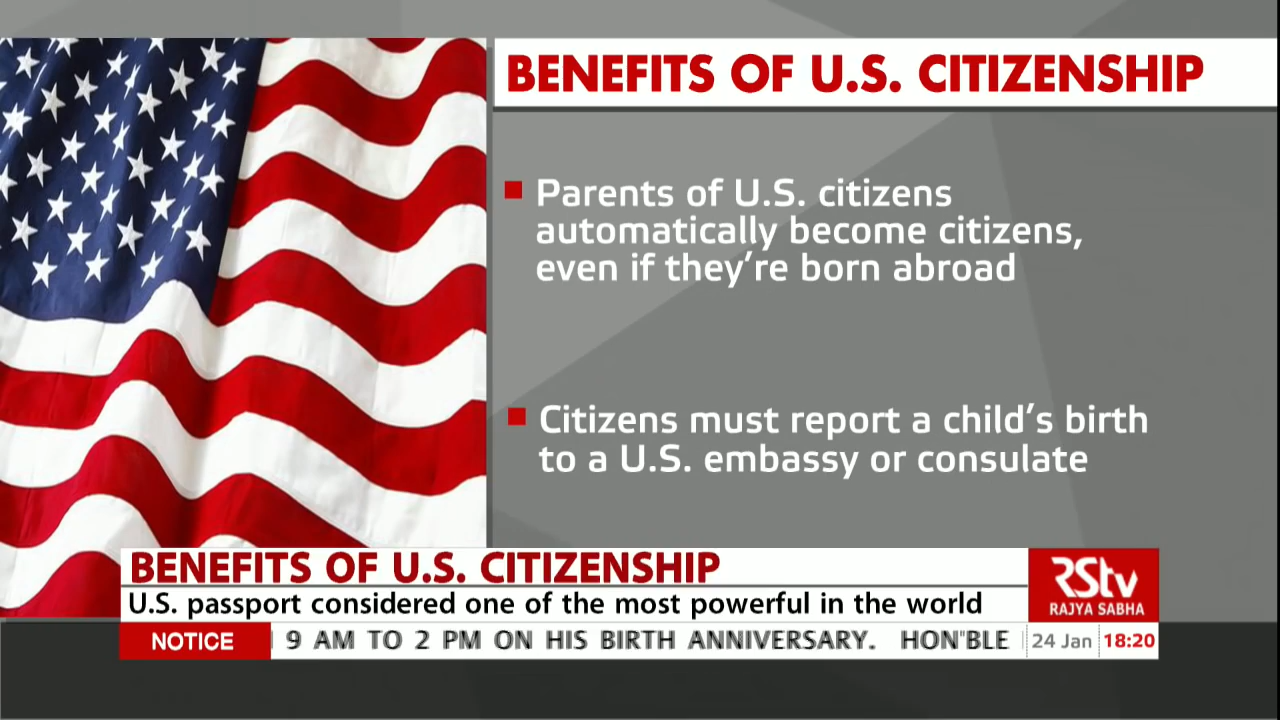 BENEFITS OF U.S. CITIZENSHIP
Parents of U.S. citizens
automatically become citizens,
even if they're born abroad
Citizens must report a child's birth
to a U.S. embassy or consulate
BENEFITS OF U.S. CITIZENSHIP
U.S. passport considered one of the most powerful in the world
RStv
RAJYA SABHA
NOTICE 9 AM TO 2 PM ON HIS BIRTH ANNIVERSARY. HON"BLE 24 Jan 18:20